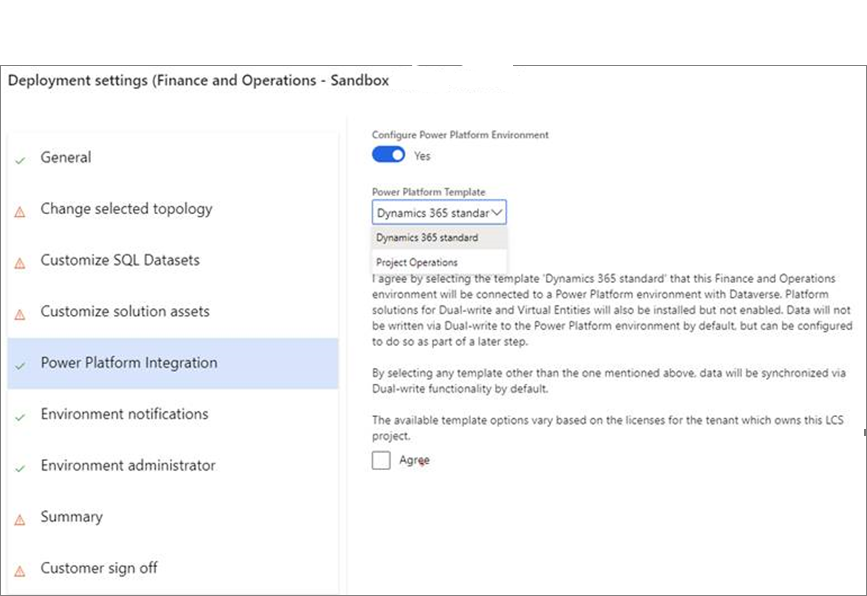 Deployment settings (Finance and Operations - Sandbox
General
Change selected topology
Customize SQL Datasets
Customize solution assets
Power Platform Integration
Environment notifications
Environment administrator
Summary
Customer sign off
Configure Power Platform Environment
Yes
Power Platform Template
Dynamics 365 standar
Dynamics 365 standard
Project Operations
I agree by selecting the template 'Dynamics 365 standard' that this Finance and Operations
environment will be connected to a Power Platform environment with Dataverse. Platform
solutions for Dual-write and Virtual Entities will also be installed but not enabled. Data will not
be written via Dual-write to the Power Platform environment by default, but can be configured
to do so as part of a later step.
By selecting any template other than the one mentioned above, data will be synchronized via
Dual-write functionality by default.
The available template options vary based on the licenses for the tenant which owns this LCS
project.
Agree